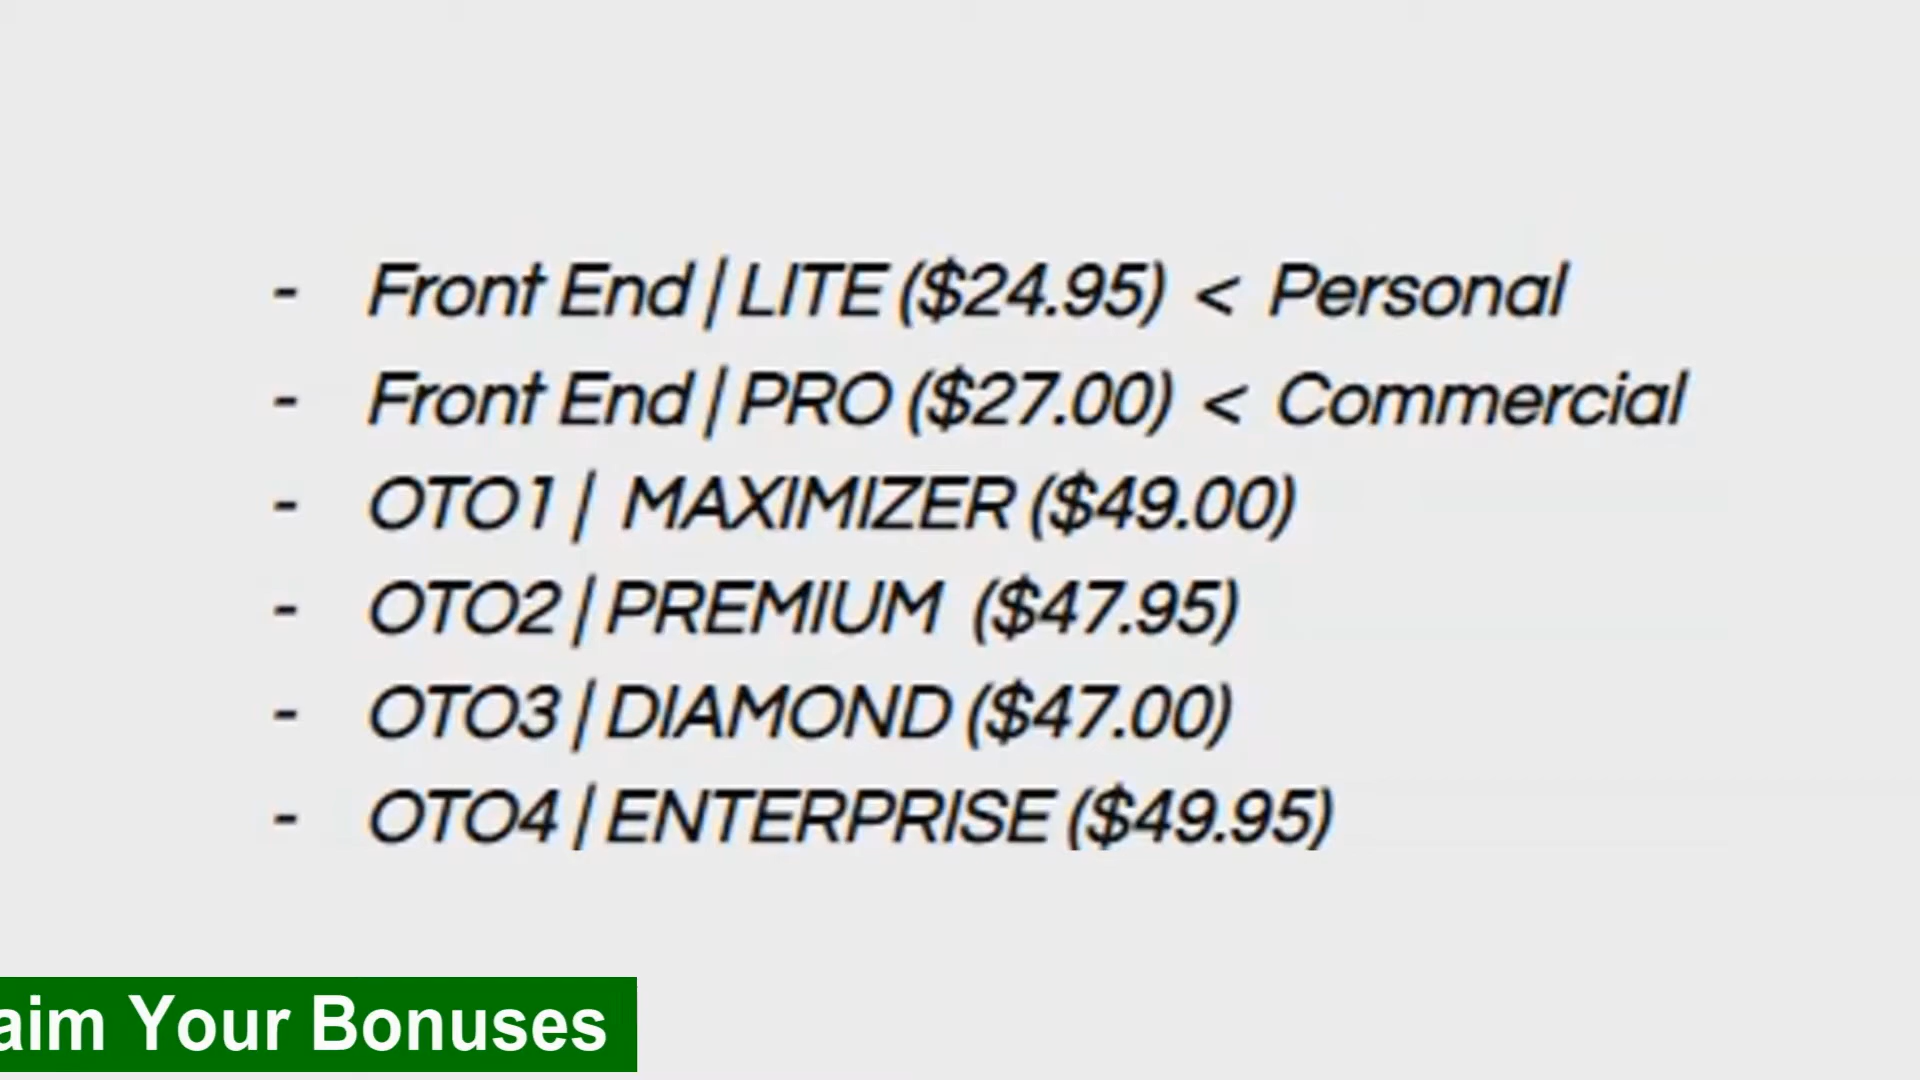 - Front End | LITE ($24.95) < Personal
- Front End | PRO ($27.00) < Commercial
- OTO1 | MAXIMIZER ($49.00)
- OTO2 | PREMIUM ($47.95)
- OTO3 | DIAMOND ($47.00)
- OTO4 | ENTERPRISE ($49.95)
aim Your Bonuses